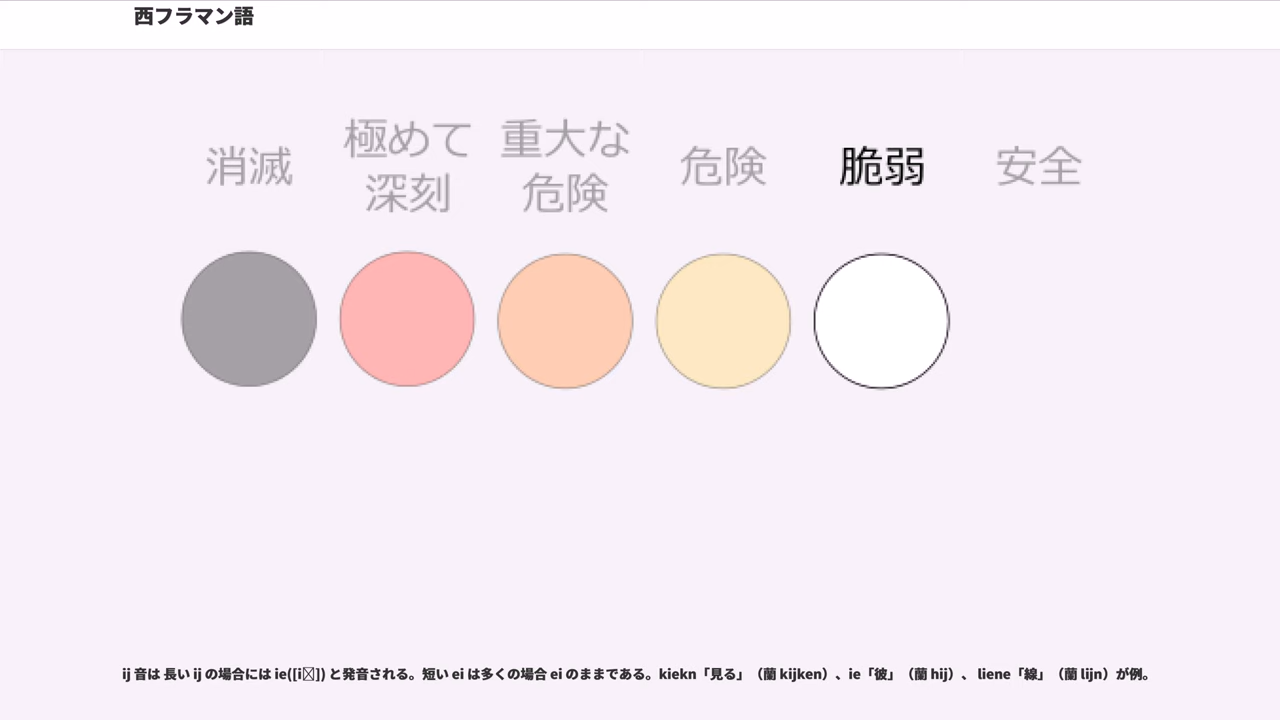 西フラマン語
消滅
極めて
深刻
重大な
危険
危険
脆弱
安全
ij 音は 長い ij の場合には ie([i]) と発音される。短い ei は多くの場合 ei のままである。kiekn「見る」（蘭 kijken）、ie「彼」（蘭 hij）、 liene「線」（蘭 lijn）が例。